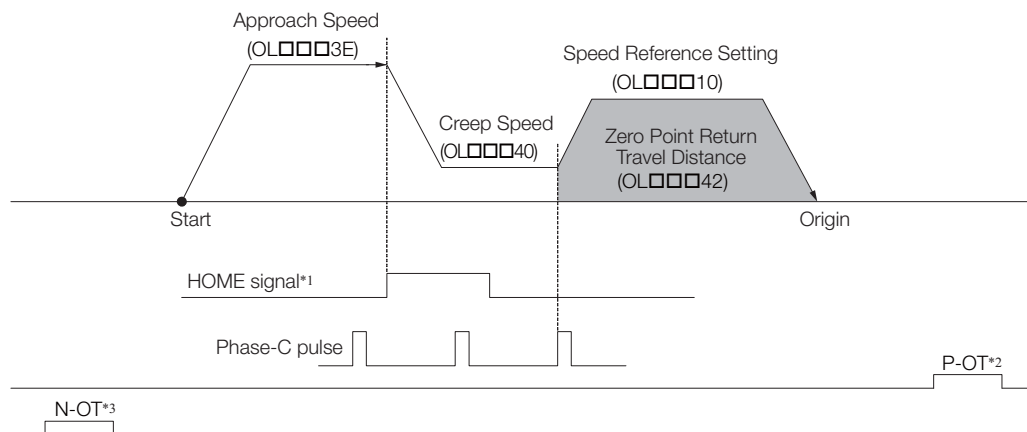 Approach Speed
(OL□□□3E)
Speed Reference Setting
(OL□□□10)
Creep Speed
(OL□□□40)
Zero Point Return
Travel Distance
(OL□□□42)
Start
Origin
HOME signal*1
Phase-C pulse
P-OT*2
N-OT*3